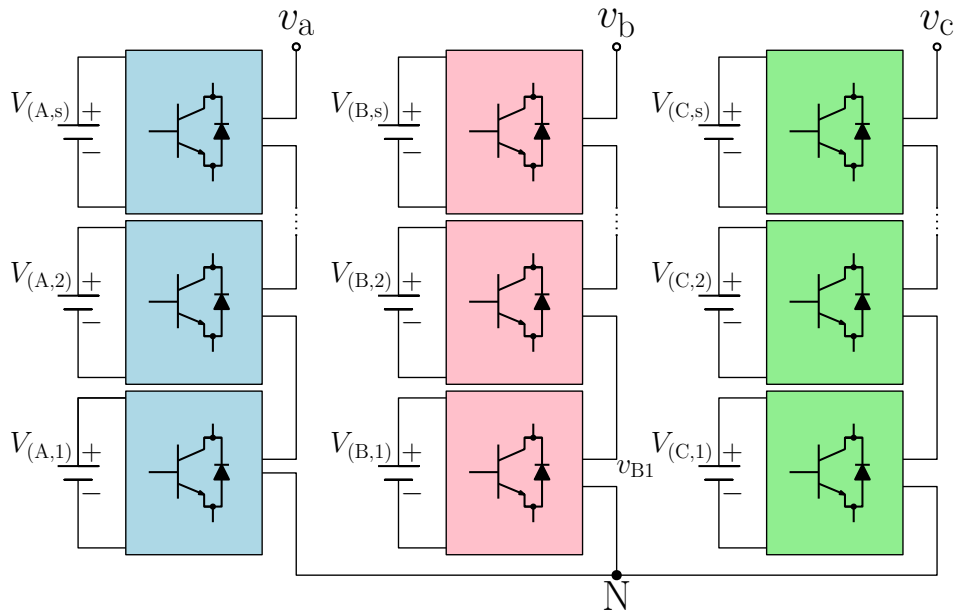 v_a v_b v_c
V_(A,s) + − V_(B,s) + − V_(C,s) + −
V_(A,2) + − V_(B,2) + − V_(C,2) + −
V_(A,1) + − V_(B,1) + − v_B1 V_(C,1) + −
N